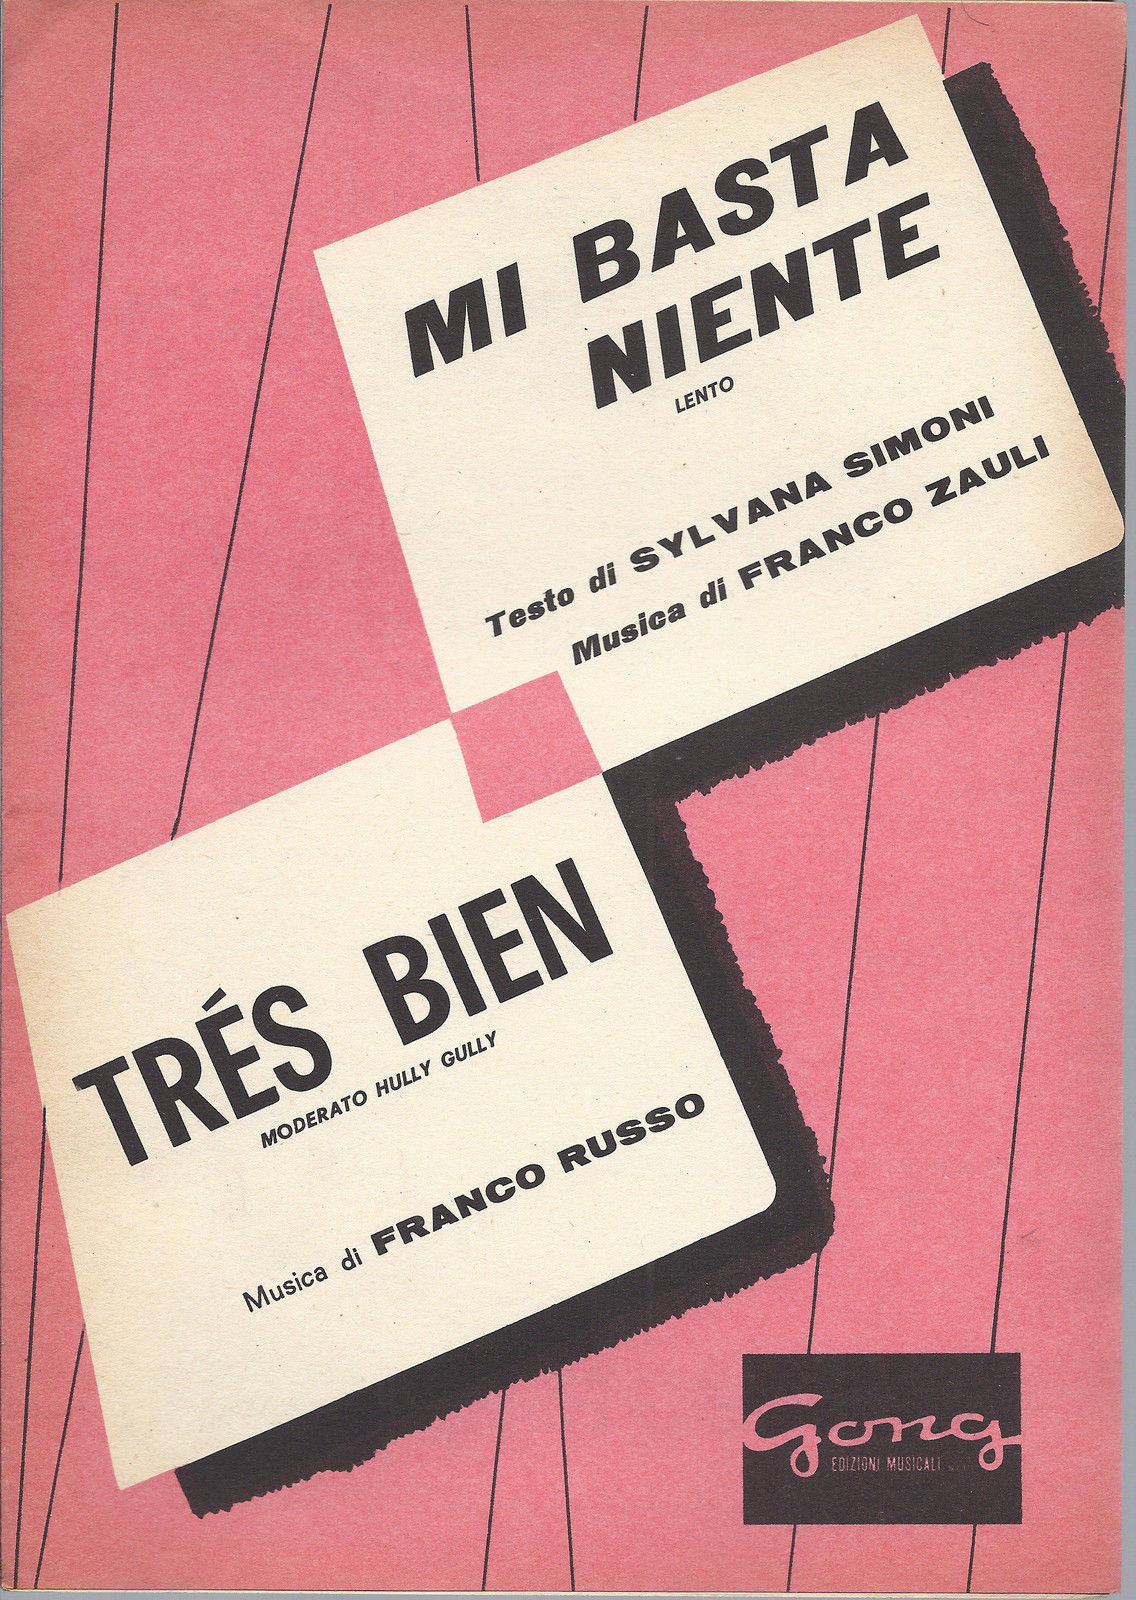 MI BASTA
NIENTE
LENTO
Testo di SYLVANA SIMONI
Musica di FRANCO ZAULI
TRÉS BIEN
MODERATO HULLY GULLY
Musica di FRANCO RUSSO
Gong
EDIZIONI MUSICALI